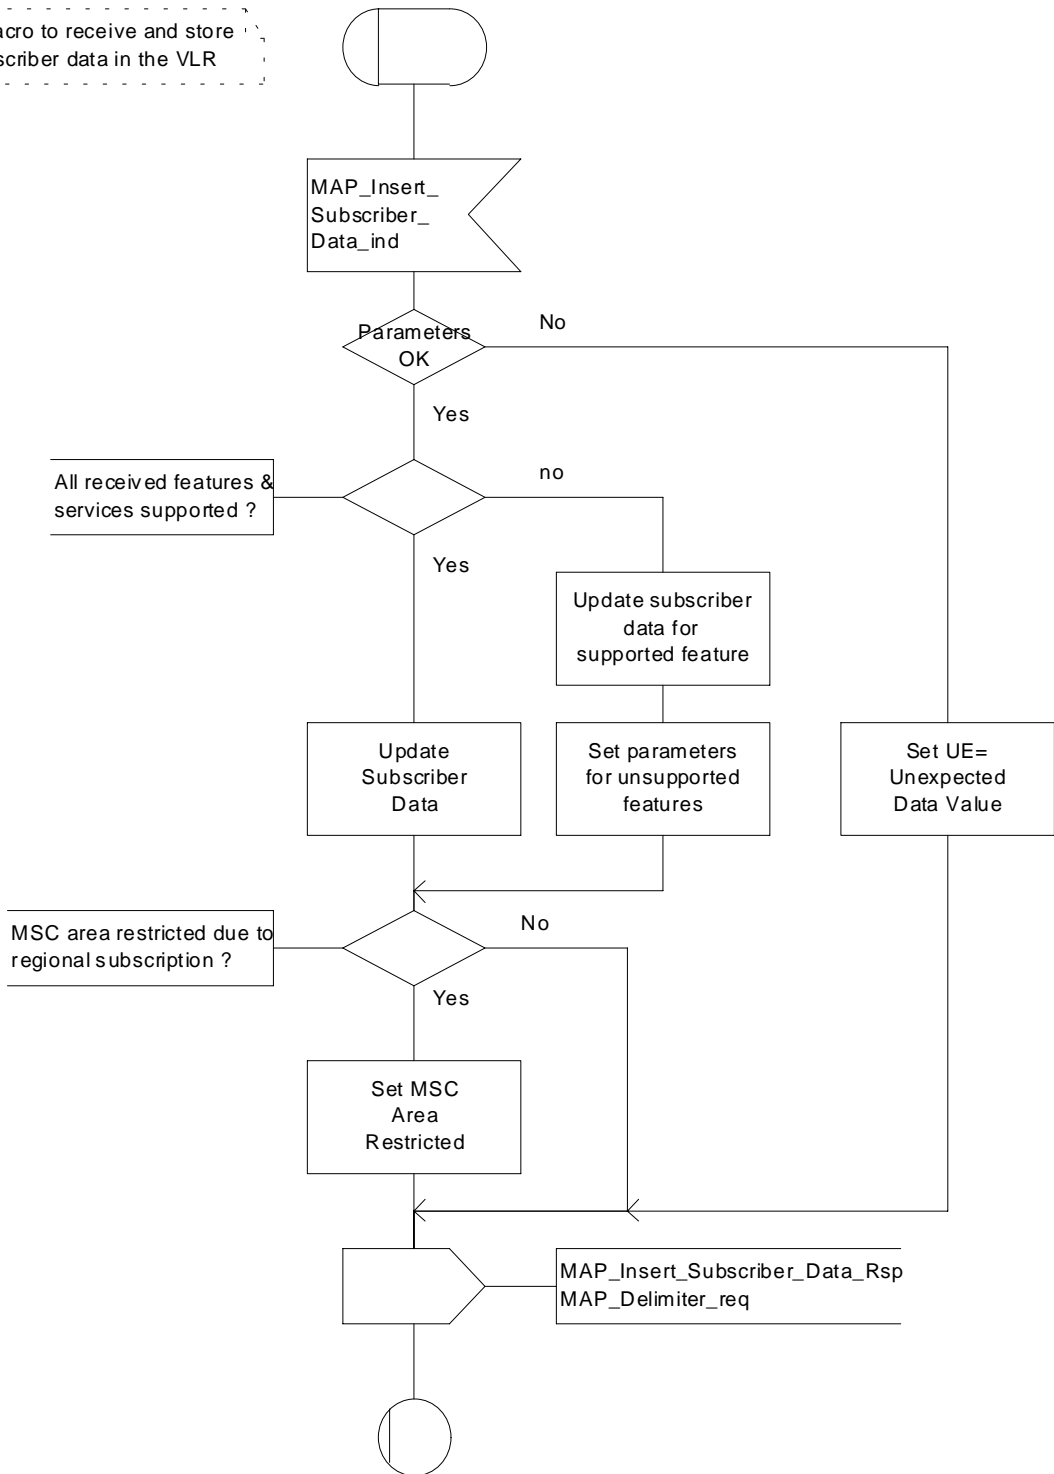 acro to receive and store
scriber data in the VLR
MAP_Insert_
Subscriber_
Data_ind
Parameters
OK
No
Yes
All received features &
services supported ?
no
Yes
Update subscriber
data for
supported feature
Update
Subscriber
Data
Set parameters
for unsupported
features
Set UE=
Unexpected
Data Value
MSC area restricted due to
regional subscription ?
No
Yes
Set MSC
Area
Restricted
MAP_Insert_Subscriber_Data_Rsp
MAP_Delimiter_req